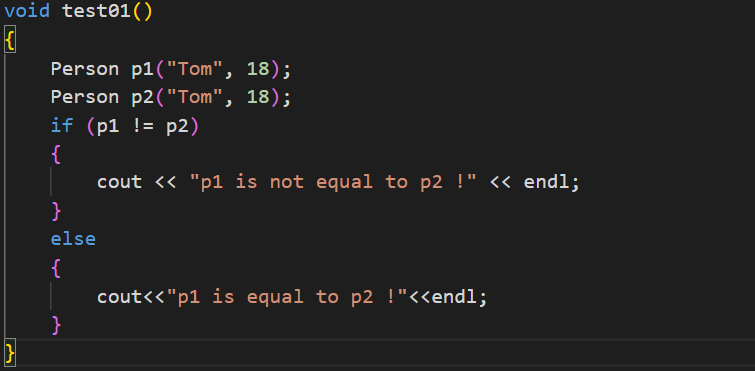 void test01()
{
    Person p1("Tom", 18);
    Person p2("Tom", 18);
    if (p1 != p2)
    {
        cout << "p1 is not equal to p2 !" << endl;
    }
    else
    {
        cout<<"p1 is equal to p2 !"<<endl;
    }
}